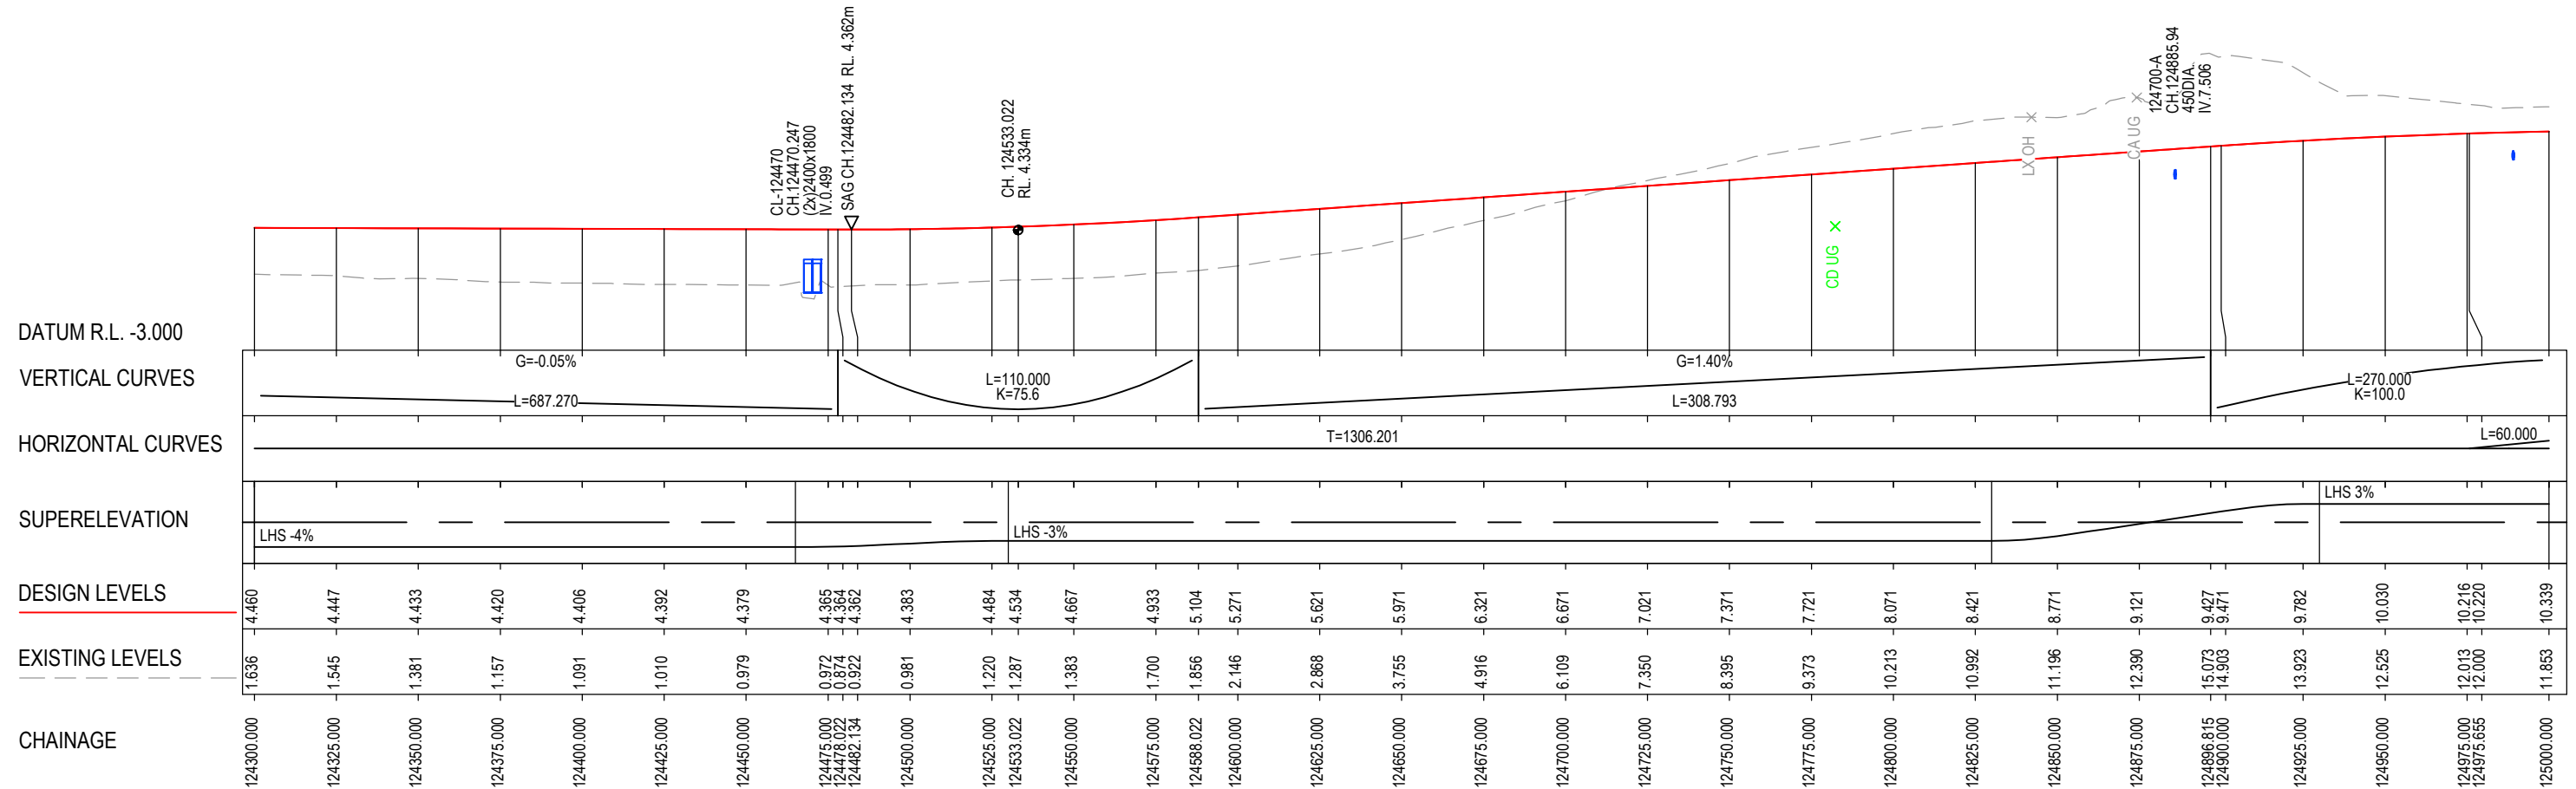 CL-124470
CH.124470.247
(2x)2400x1800
IV.0.499
SAG CH.124482.134 RL. 4.362m
CH. 124533.022
RL. 4.334m
CD UG
LX OH
CA UG
124700-A
CH.124885.94
450DIA.
IV.7.506
DATUM R.L. -3.000
VERTICAL CURVES
G=-0.05%
L=687.270
L=110.000
K=75.6
G=1.40%
L=308.793
L=270.000
K=100.0
HORIZONTAL CURVES
T=1306.201
L=60.000
SUPERELEVATION
LHS -4%
LHS -3%
LHS 3%
DESIGN LEVELS
4.460 4.447 4.433 4.420 4.406 4.392 4.379 4.365 4.364 4.362 4.383 4.484 4.534 4.667 4.933 5.104 5.271 5.621 5.971 6.321 6.671 7.021 7.371 7.721 8.071 8.421 8.771 9.121 9.427 9.471 9.782 10.030 10.216 10.220 10.339
EXISTING LEVELS
1.636 1.545 1.381 1.157 1.091 1.010 0.979 0.972 0.874 0.922 0.981 1.220 1.287 1.383 1.700 1.856 2.146 2.868 3.755 4.916 6.109 7.350 8.395 9.373 10.213 10.992 11.196 12.390 15.073 14.903 13.923 12.525 12.013 12.000 11.853
CHAINAGE
124300.000 124325.000 124350.000 124375.000 124400.000 124425.000 124450.000 124475.000 124478.022 124482.134 124500.000 124525.000 124533.022 124550.000 124575.000 124588.022 124600.000 124625.000 124650.000 124675.000 124700.000 124725.000 124750.000 124775.000 124800.000 124825.000 124850.000 124875.000 124896.815 124900.000 124925.000 124950.000 124975.000 124975.655 125000.000